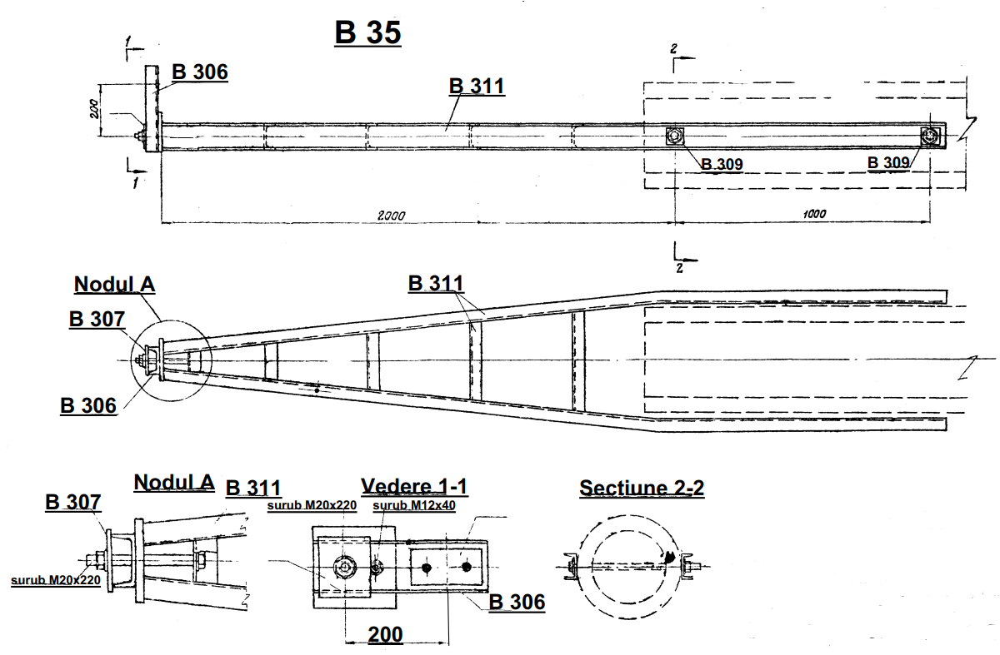 B 35
1
2
B 306
B 311
200
B 309
B 309
1
2000
1000
2
Nodul A
B 311
B 307
B 306
Nodul A
B 311
Vedere 1-1
Secțiune 2-2
B 307
surub M20x220
surub M12x40
surub M20x220
B 306
200